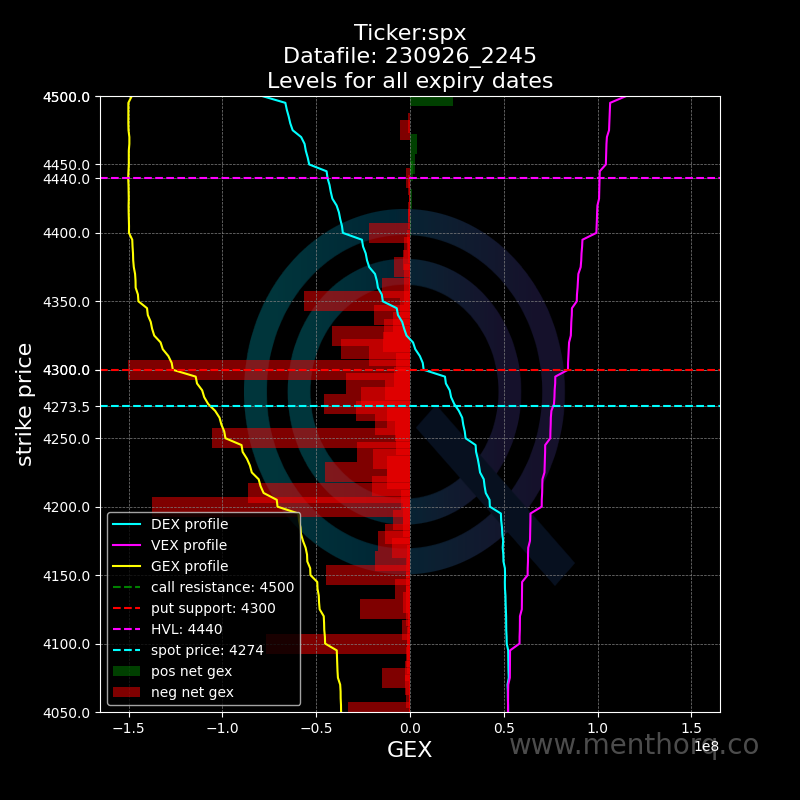 Ticker:spx
Datafile: 230926_2245
Levels for all expiry dates
4500.0
4450.0
4440.0
4400.0
4350.0
4300.0
4273.5
4250.0
4200.0
4150.0
4100.0
4050.0
strike price
DEX profile
VEX profile
GEX profile
call resistance: 4500
put support: 4300
HVL: 4440
spot price: 4274
pos net gex
neg net gex
−1.5 −1.0 −0.5 0.0 0.5 1.0 1.5
1e8
GEX
www.menthorq.co